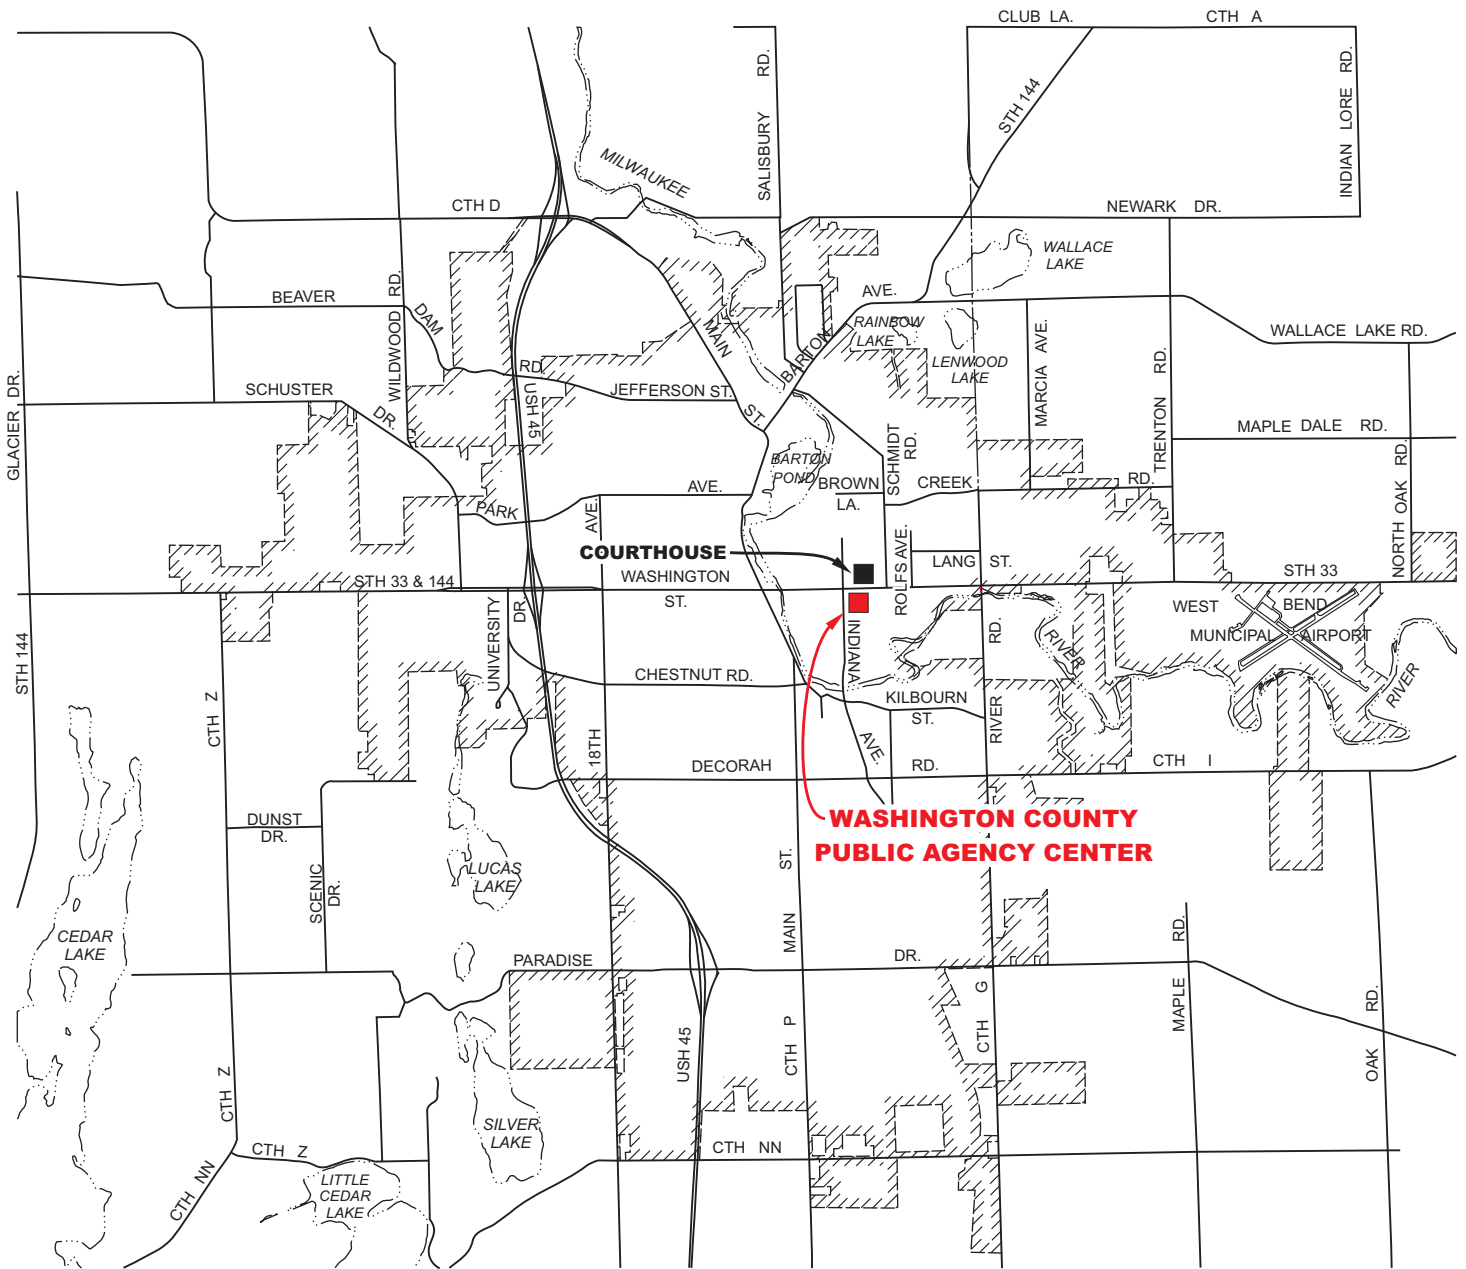 CLUB LA.
CTH A
SALISBURY RD.
INDIAN LORE RD.
STH 144
MILWAUKEE
CTH D
NEWARK DR.
WALLACE
LAKE
BEAVER
DAM
RD.
WILDWOOD RD.
MAIN
ST.
BARTON
AVE.
RAINBOW
LAKE
LENWOOD
LAKE
MARCIA AVE.
TRENTON RD.
WALLACE LAKE RD.
GLACIER DR.
SCHUSTER
DR.
USH 45
JEFFERSON ST.
MAPLE DALE RD.
BARTON
POND
SCHMIDT
RD.
BROWN
LA.
CREEK
RD.
NORTH OAK RD.
PARK
AVE.
AVE.
COURTHOUSE
ROLFS AVE.
LANG ST.
STH 33 & 144
WASHINGTON
ST.
STH 33
WEST
BEND
MUNICIPAL AIRPORT
UNIVERSITY
DR.
INDIANA
RD.
RIVER
RIVER
STH 144
CTH Z
CHESTNUT RD.
KILBOURN
ST.
RIVER
18TH
AVE.
DECORAH
RD.
CTH I
WASHINGTON COUNTY
PUBLIC AGENCY CENTER
DUNST
DR.
SCENIC
DR.
LUCAS
LAKE
ST.
MAIN
CEDAR
LAKE
PARADISE
DR.
MAPLE RD.
CTH G
OAK RD.
CTH P
USH 45
CTH Z
SILVER
LAKE
CTH Z
CTH NN
CTH NN
LITTLE
CEDAR
LAKE